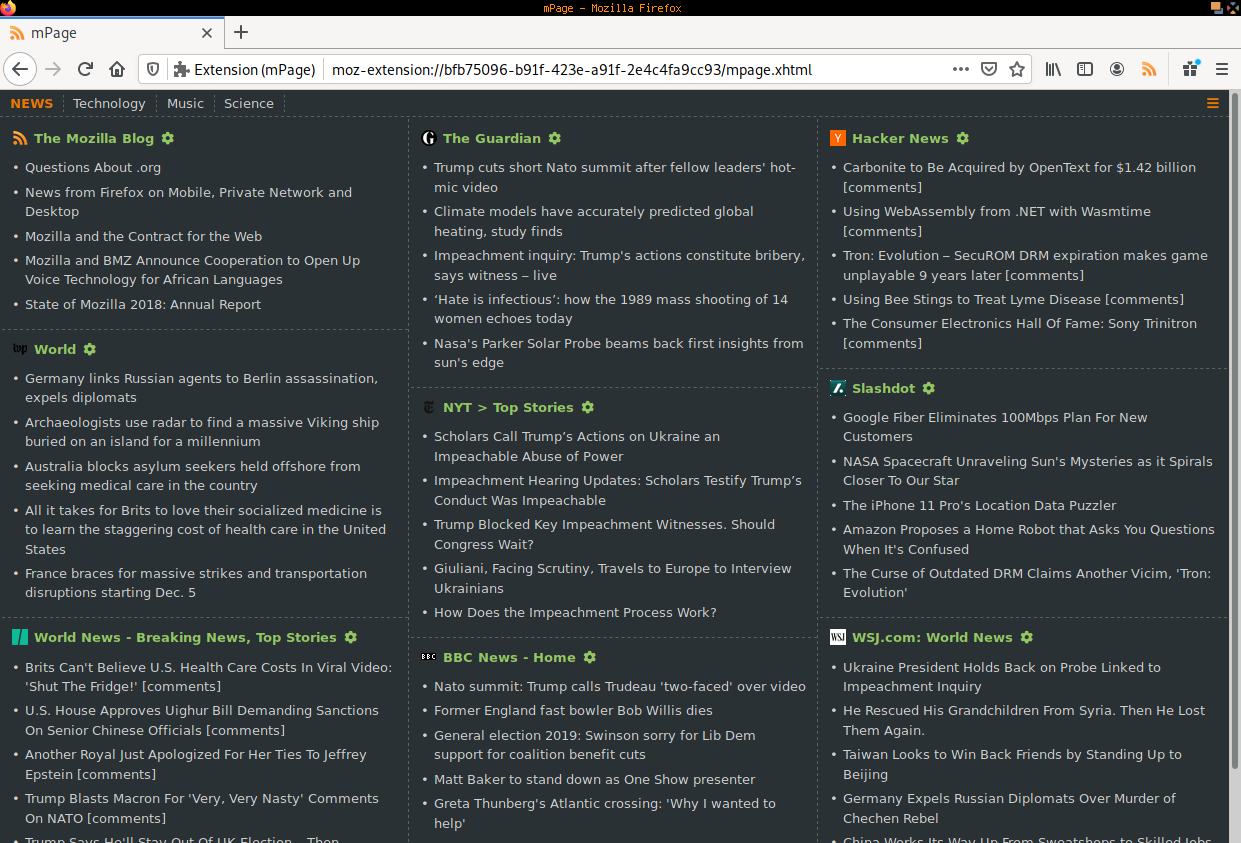 mPage - Mozilla Firefox
mPage
Extension (mPage)
moz-extension://bfb75096-b91f-423e-a91f-2e4c4fa9cc93/mpage.xhtml
NEWS
Technology
Music
Science
The Mozilla Blog
• Questions About .org
• News from Firefox on Mobile, Private Network and
Desktop
• Mozilla and the Contract for the Web
• Mozilla and BMZ Announce Cooperation to Open Up
Voice Technology for African Languages
• State of Mozilla 2018: Annual Report
wp World
• Germany links Russian agents to Berlin assassination,
expels diplomats
• Archaeologists use radar to find a massive Viking ship
buried on an island for a millennium
• Australia blocks asylum seekers held offshore from
seeking medical care in the country
• All it takes for Brits to love their socialized medicine is
to learn the staggering cost of health care in the United
States
• France braces for massive strikes and transportation
disruptions starting Dec. 5
World News - Breaking News, Top Stories
• Brits Can't Believe U.S. Health Care Costs In Viral Video:
'Shut The Fridge!' [comments]
• U.S. House Approves Uighur Bill Demanding Sanctions
On Senior Chinese Officials [comments]
• Another Royal Just Apologized For Her Ties To Jeffrey
Epstein [comments]
• Trump Blasts Macron For 'Very, Very Nasty' Comments
On NATO [comments]
• Trump Says He'll Stay Out Of UK Election... Then
G The Guardian
• Trump cuts short Nato summit after fellow leaders' hot-
mic video
• Climate models have accurately predicted global
heating, study finds
• Impeachment inquiry: Trump's actions constitute bribery,
says witness – live
• ‘Hate is infectious’: how the 1989 mass shooting of 14
women echoes today
• Nasa's Parker Solar Probe beams back first insights from
sun's edge
T NYT > Top Stories
• Scholars Call Trump’s Actions on Ukraine an
Impeachable Abuse of Power
• Impeachment Hearing Updates: Scholars Testify Trump’s
Conduct Was Impeachable
• Trump Blocked Key Impeachment Witnesses. Should
Congress Wait?
• Giuliani, Facing Scrutiny, Travels to Europe to Interview
Ukrainians
• How Does the Impeachment Process Work?
BBC BBC News - Home
• Nato summit: Trump calls Trudeau 'two-faced' over video
• Former England fast bowler Bob Willis dies
• General election 2019: Swinson sorry for Lib Dem
support for coalition benefit cuts
• Matt Baker to stand down as One Show presenter
• Greta Thunberg's Atlantic crossing: 'Why I wanted to
help'
Y Hacker News
• Carbonite to Be Acquired by OpenText for $1.42 billion
[comments]
• Using WebAssembly from .NET with Wasmtime
[comments]
• Tron: Evolution – SecuROM DRM expiration makes game
unplayable 9 years later [comments]
• Using Bee Stings to Treat Lyme Disease [comments]
• The Consumer Electronics Hall Of Fame: Sony Trinitron
[comments]
Slashdot
• Google Fiber Eliminates 100Mbps Plan For New
Customers
• NASA Spacecraft Unraveling Sun's Mysteries as it Spirals
Closer To Our Star
• The iPhone 11 Pro's Location Data Puzzler
• Amazon Proposes a Home Robot that Asks You Questions
When It's Confused
• The Curse of Outdated DRM Claims Another Vicim, 'Tron:
Evolution'
WSJ WSJ.com: World News
• Ukraine President Holds Back on Probe Linked to
Impeachment Inquiry
• He Rescued His Grandchildren From Syria. Then He Lost
Them Again.
• Taiwan Looks to Win Back Friends by Standing Up to
Beijing
• Germany Expels Russian Diplomats Over Murder of
Chechen Rebel
• China Works Its Way Up From Sweatshops to Skilled Jobs